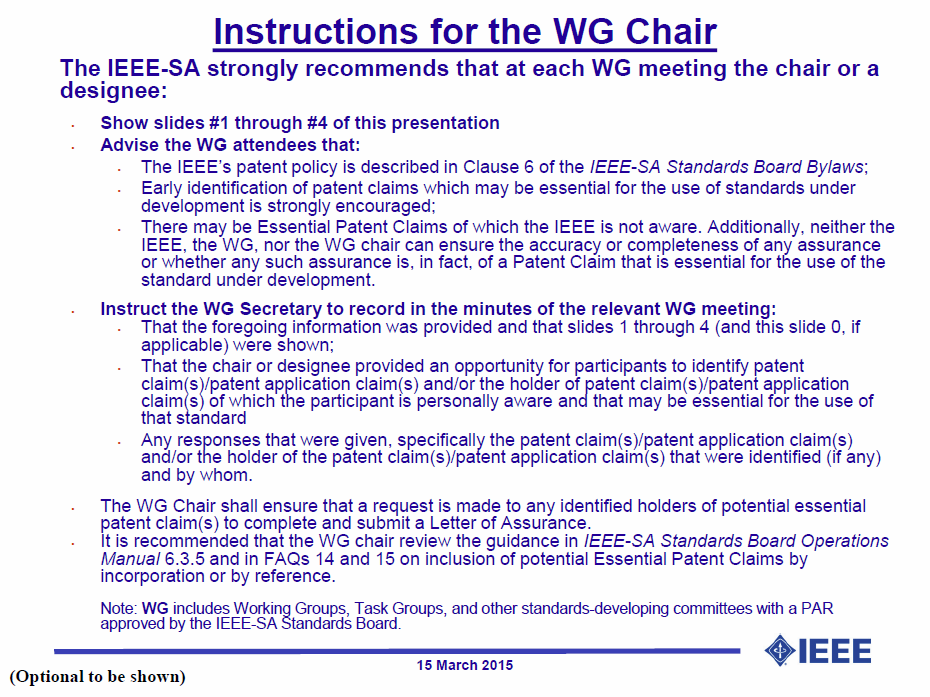 Instructions for the WG Chair
The IEEE-SA strongly recommends that at each WG meeting the chair or a
designee:
· Show slides #1 through #4 of this presentation
· Advise the WG attendees that:
· The IEEE’s patent policy is described in Clause 6 of the IEEE-SA Standards Board Bylaws;
· Early identification of patent claims which may be essential for the use of standards under
development is strongly encouraged;
· There may be Essential Patent Claims of which the IEEE is not aware. Additionally, neither the
IEEE, the WG, nor the WG chair can ensure the accuracy or completeness of any assurance
or whether any such assurance is, in fact, of a Patent Claim that is essential for the use of the
standard under development.
· Instruct the WG Secretary to record in the minutes of the relevant WG meeting:
· That the foregoing information was provided and that slides 1 through 4 (and this slide 0, if
applicable) were shown;
· That the chair or designee provided an opportunity for participants to identify patent
claim(s)/patent application claim(s) and/or the holder of patent claim(s)/patent application
claim(s) of which the participant is personally aware and that may be essential for the use of
that standard
· Any responses that were given, specifically the patent claim(s)/patent application claim(s)
and/or the holder of the patent claim(s)/patent application claim(s) that were identified (if any)
and by whom.
· The WG Chair shall ensure that a request is made to any identified holders of potential essential
patent claim(s) to complete and submit a Letter of Assurance.
· It is recommended that the WG chair review the guidance in IEEE-SA Standards Board Operations
Manual 6.3.5 and in FAQs 14 and 15 on inclusion of potential Essential Patent Claims by
incorporation or by reference.
Note: WG includes Working Groups, Task Groups, and other standards-developing committees with a PAR
approved by the IEEE-SA Standards Board.
15 March 2015
IEEE
(Optional to be shown)